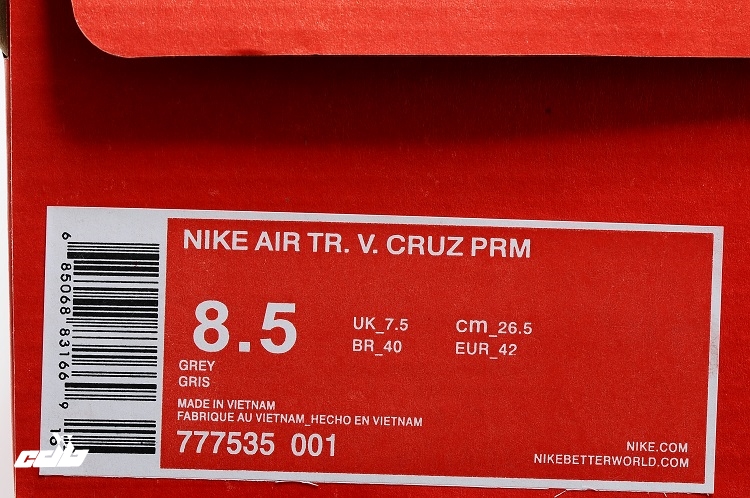 NIKE AIR TR. V. CRUZ PRM
8.5
UK_7.5 cm_26.5
BR_40 EUR_42
GREY
GRIS
MADE IN VIETNAM
FABRIQUE AU VIETNAM_HECHO EN VIETNAM
777535 001
NIKE.COM
NIKEBETTERWORLD.COM
6 85068 83166 9